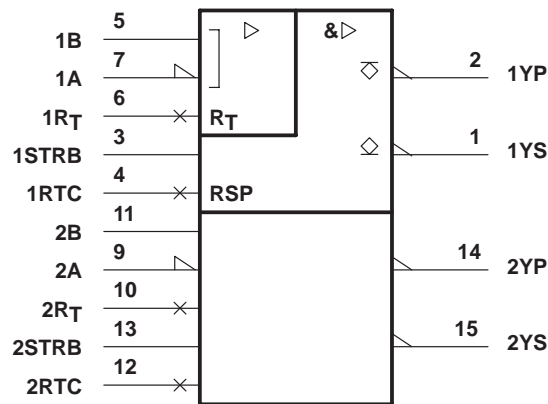 1B 5 &
1A 7 2 1YP
1RT 6 RT
1STRB 3 1 1YS
1RTC 4 RSP
2B 11
2A 9 14 2YP
2RT 10
2STRB 13 15 2YS
2RTC 12